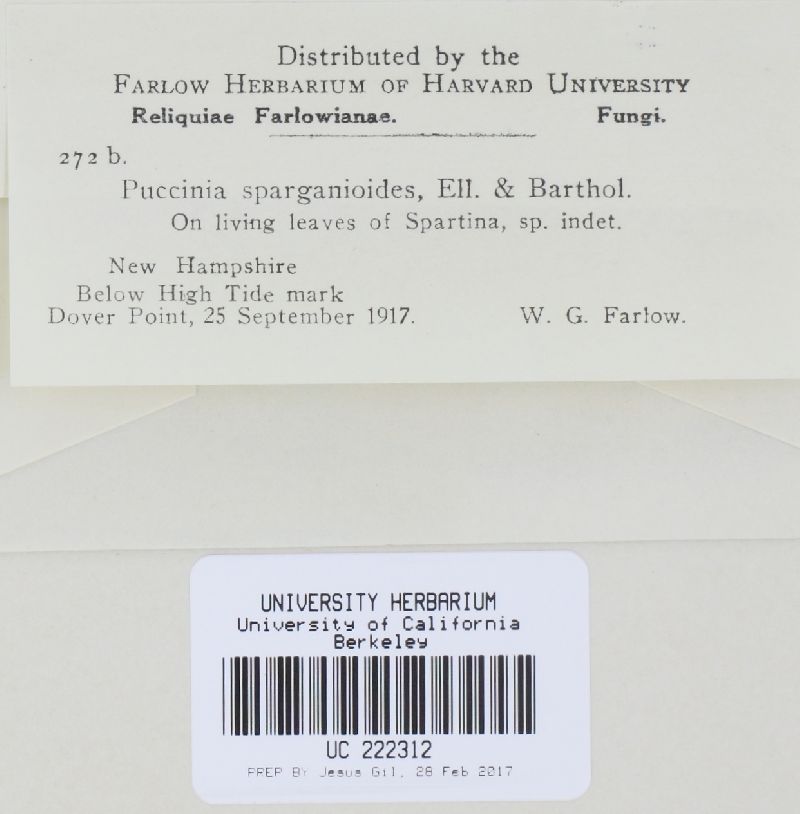 Distributed by the
FARLOW HERBARIUM OF HARVARD UNIVERSITY
Reliquiae Farlowianae. Fungi.
272 b.
Puccinia sparganioides, Ell. & Barthol.
On living leaves of Spartina, sp. indet.
New Hampshire
Below High Tide mark
Dover Point, 25 September 1917. W. G. Farlow.
UNIVERSITY HERBARIUM
University of California
Berkeley
UC 222312
PREP BY Jesus Gil, 28 Feb 2017